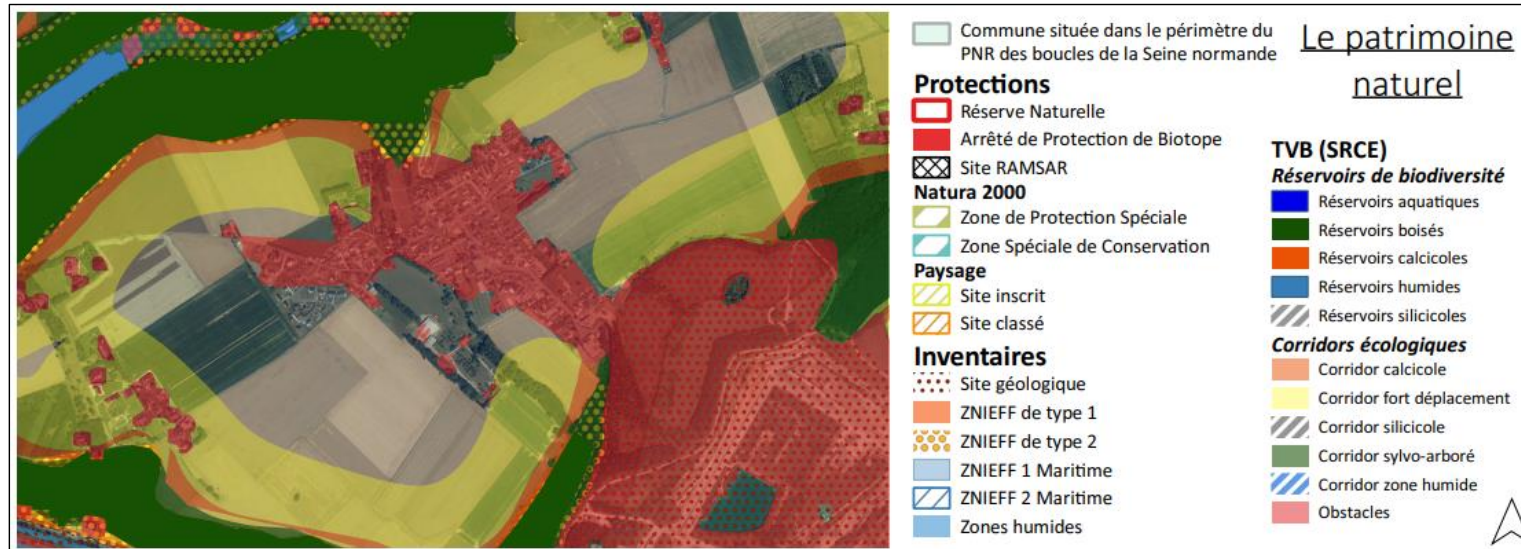 Commune située dans le périmètre du
PNR des boucles de la Seine normande
Protections
Réserve Naturelle
Arrêté de Protection de Biotope
Site RAMSAR
Natura 2000
Zone de Protection Spéciale
Zone Spéciale de Conservation
Paysage
Site inscrit
Site classé
Inventaires
Site géologique
ZNIEFF de type 1
ZNIEFF de type 2
ZNIEFF 1 Maritime
ZNIEFF 2 Maritime
Zones humides
Le patrimoine
naturel
TVB (SRCE)
Réservoirs de biodiversité
Réservoirs aquatiques
Réservoirs boisés
Réservoirs calcicoles
Réservoirs humides
Réservoirs silicicoles
Corridors écologiques
Corridor calcicole
Corridor fort déplacement
Corridor silicicole
Corridor sylvo-arboré
Corridor zone humide
Obstacles